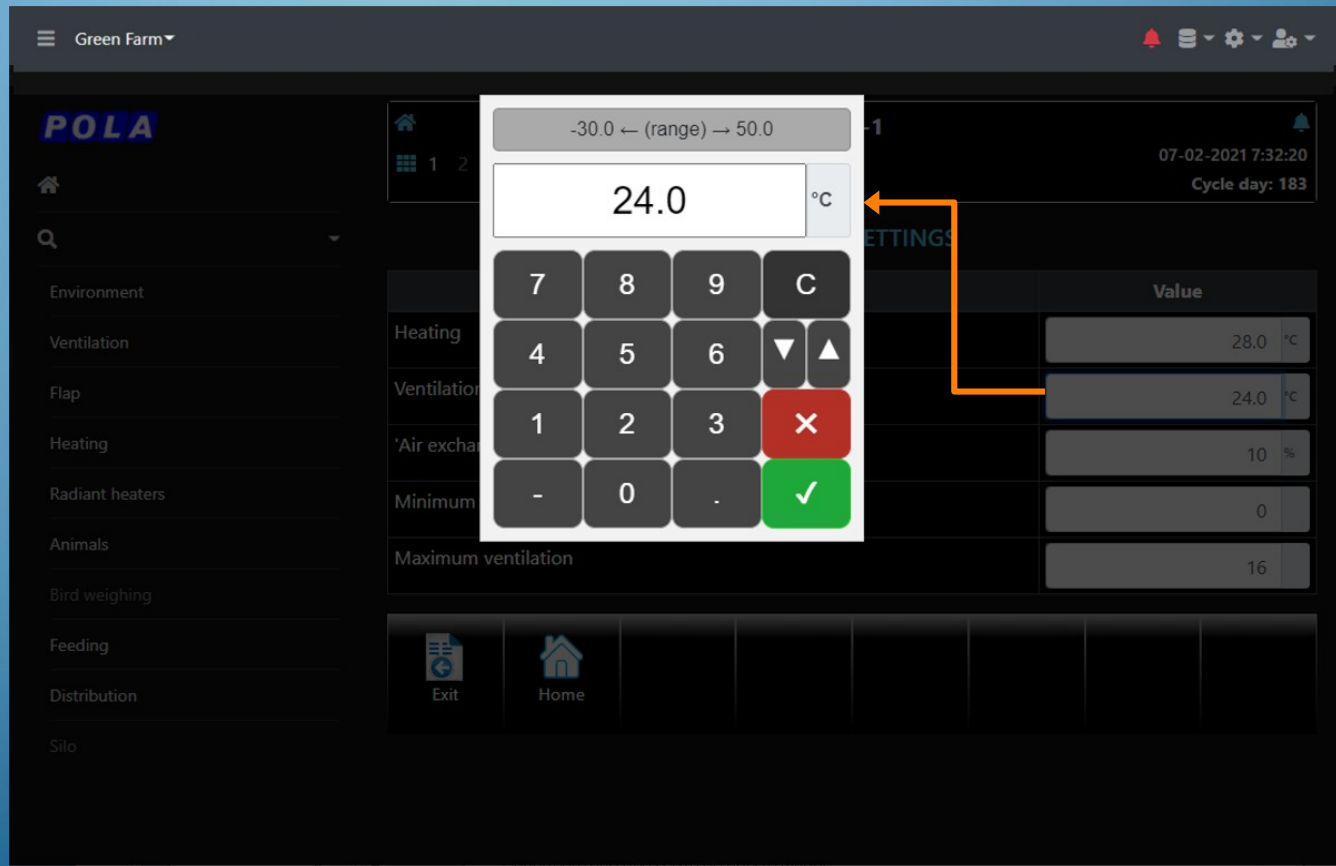 Green Farm
POLA
-1
1 2
07-02-2021 7:32:20
Cycle day: 183
-30.0 ← (range) → 50.0
24.0 °C
7 8 9 C
4 5 6 ▼ ▲
1 2 3 ✕
- 0 . ✓
ETTINGS
Environment
Ventilation
Flap
Heating
Radiant heaters
Animals
Bird weighing
Feeding
Distribution
Silo
Value
Heating 28.0 °C
Ventilation 24.0 °C
'Air exchan 10 %
Minimum 0
Maximum ventilation 16
Exit Home